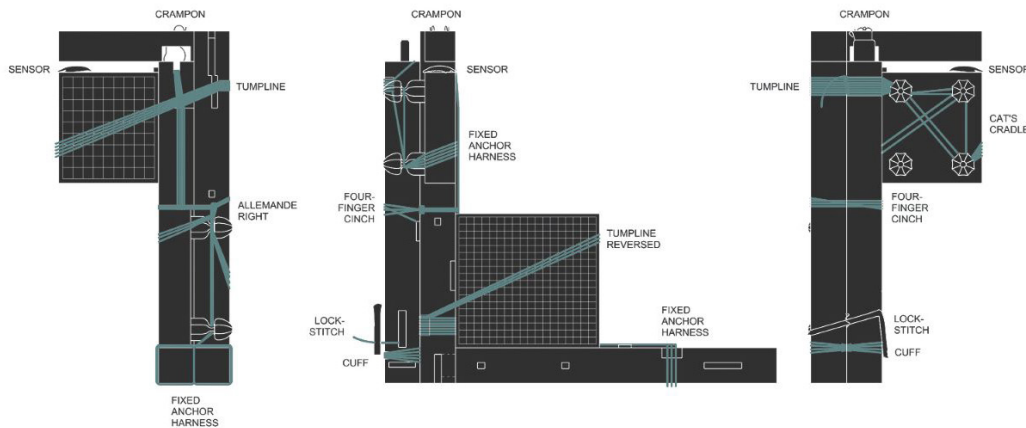 CRAMPON
SENSOR
TUMPLINE
ALLEMANDE
RIGHT
FIXED
ANCHOR
HARNESS
CRAMPON
SENSOR
FIXED
ANCHOR
HARNESS
FOUR-
FINGER
CINCH
TUMPLINE
REVERSED
LOCK-
STITCH
CUFF
FIXED
ANCHOR
HARNESS
CRAMPON
SENSOR
TUMPLINE
CAT'S
CRADLE
FOUR-
FINGER
CINCH
LOCK-
STITCH
CUFF